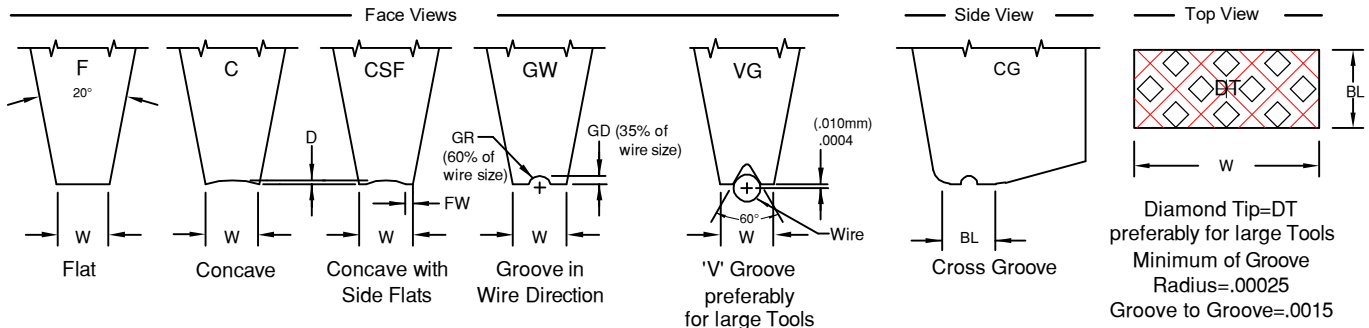 Face Views
Side View
Top View
F
20°
C
CSF
GW
VG
CG
DT
BL
W
D
FW
GR
(60% of
wire size)
GD (35% of
wire size)
(.010mm)
.0004
60°
Wire
W
W
W
W
W
BL
Flat
Concave
Concave with
Side Flats
Groove in
Wire Direction
'V' Groove
preferably
for large Tools
Cross Groove
Diamond Tip=DT
preferably for large Tools
Minimum of Groove
Radius=.00025
Groove to Groove=.0015